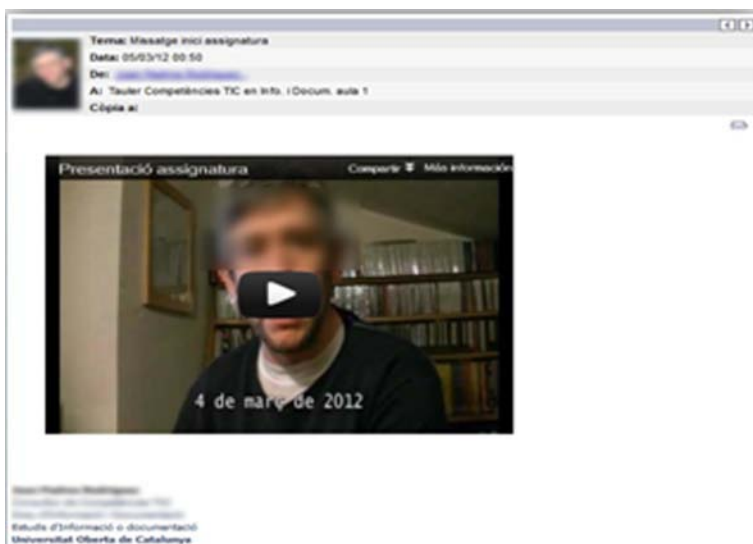 Tema: Missatge inici assignatura
Data: 05/03/12 00:50
De:
A: Tauler Competències TIC en Info. i Docum. aula 1
Còpia a:
Presentació assignatura Compartir Más información
4 de març de 2012
Estudis d'Informació o documentació
Universitat Oberta de Catalunya